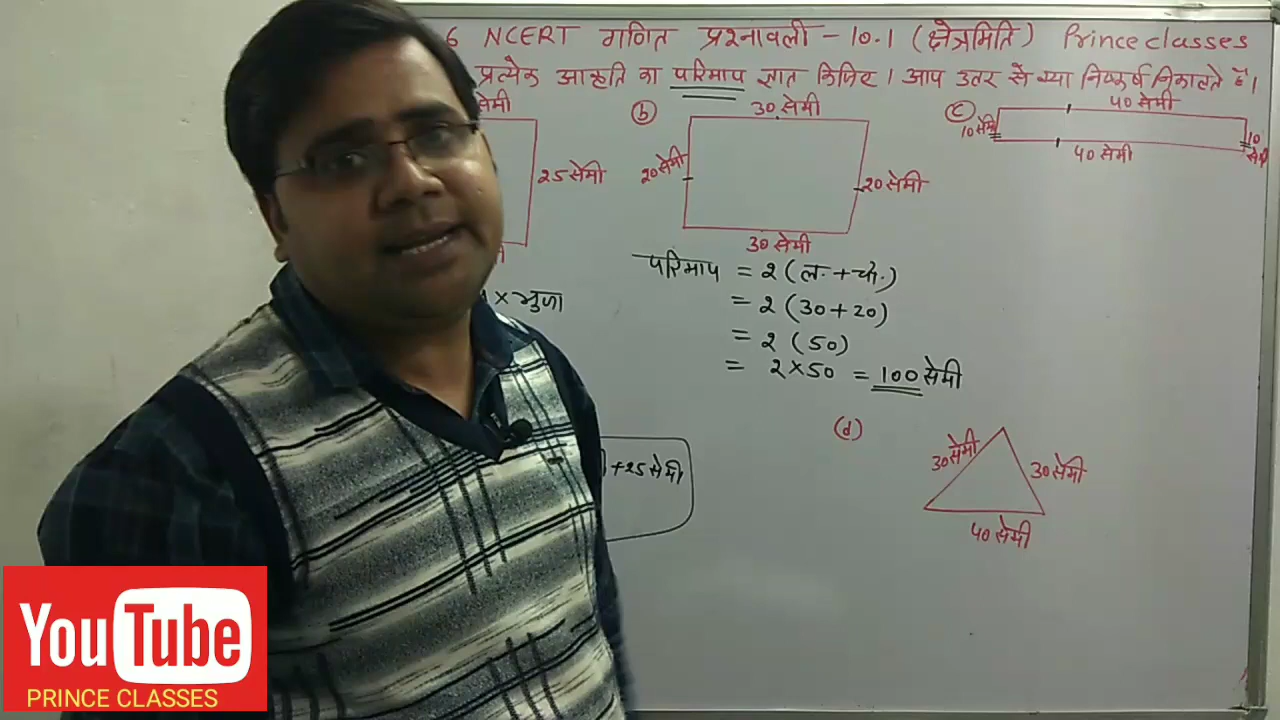 6 NCERT गणित प्रश्नावली - 10.1 (क्षेत्रमिति) Prince classes
प्रत्येक आकृति का परिमाप ज्ञात किजिए। आप उतर से क्या निष्कर्ष निकालते हैं।
सेमी
25 सेमी
× भुजा
+ 25 सेमी
(b)
30 सेमी
20 सेमी
20 सेमी
30 सेमी
परिमाप = 2 (ल. + चौ.)
= 2 (30 + 20)
= 2 (50)
= 2 × 50 = 100 सेमी
(c)
40 सेमी
10 सेमी
10 सेमी
40 सेमी
(d)
30 सेमी
30 सेमी
40 सेमी
YouTube
PRINCE CLASSES